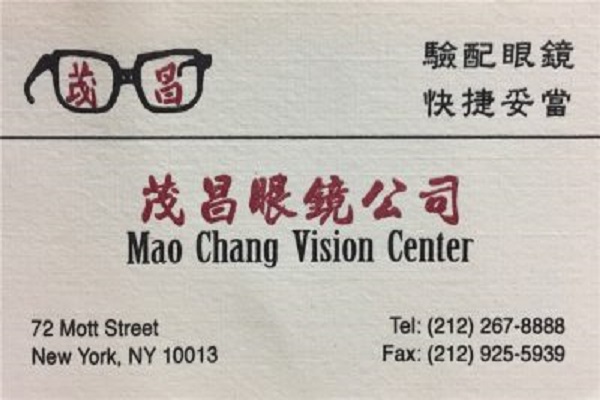 茂昌
驗配眼鏡
快捷妥當
茂昌眼鏡公司
Mao Chang Vision Center
72 Mott Street
New York, NY 10013
Tel: (212) 267-8888
Fax: (212) 925-5939